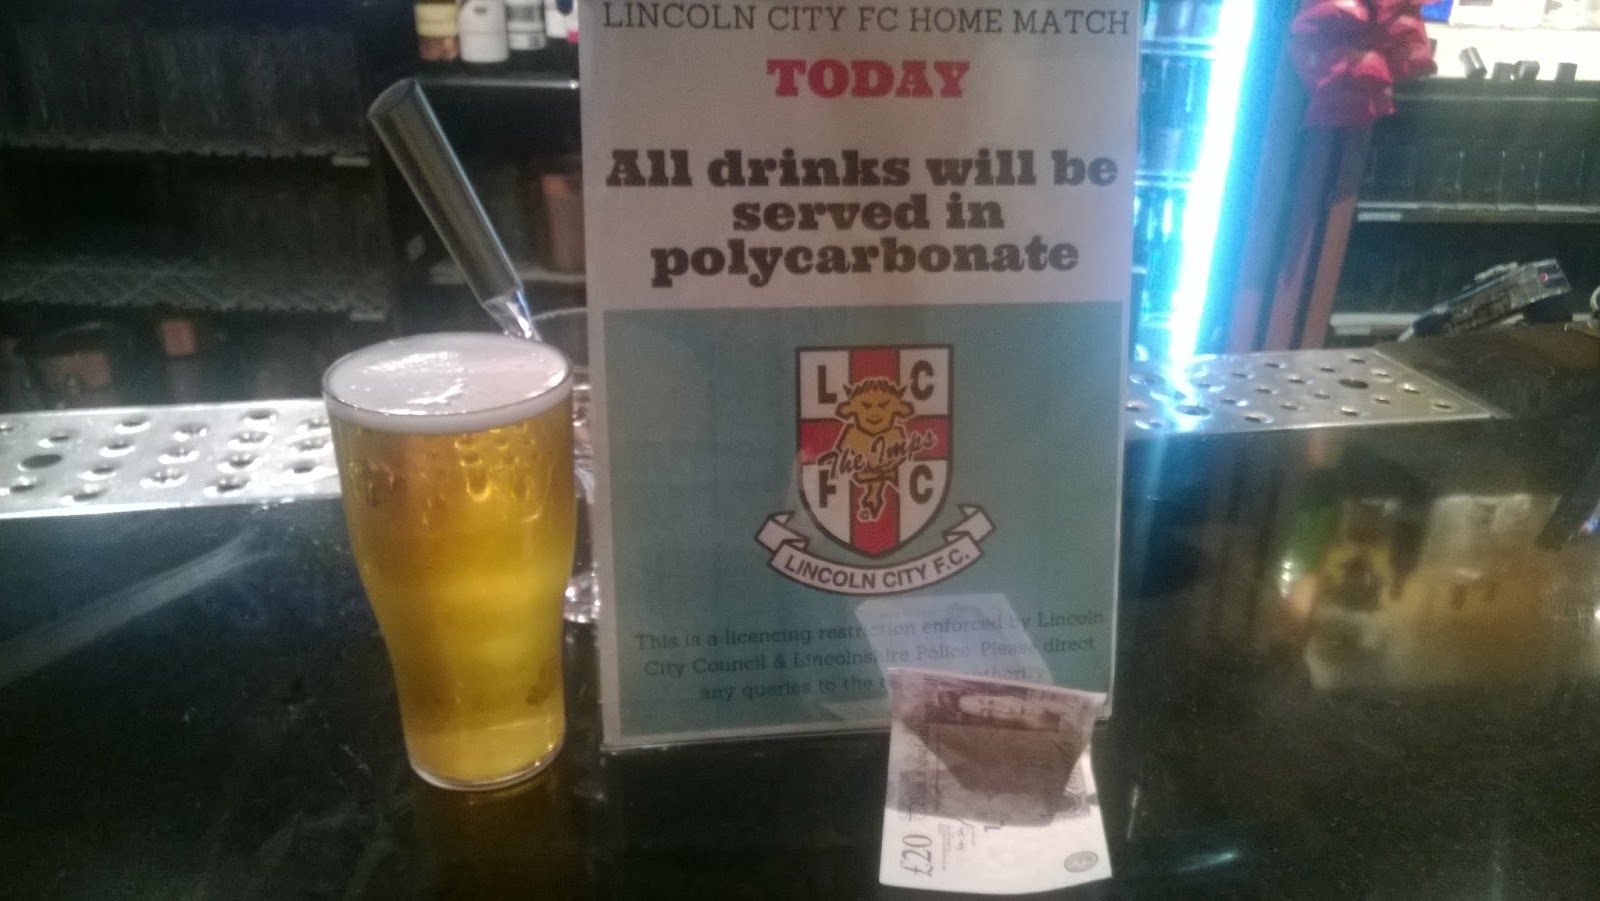 LINCOLN CITY FC HOME MATCH
TODAY
All drinks will be
served in
polycarbonate
L C
The Imps
F C
LINCOLN CITY F.C.
This is a licencing restriction enforced by Lincoln
City Council & Lincolnshire Police. Please direct
any queries to the
£20